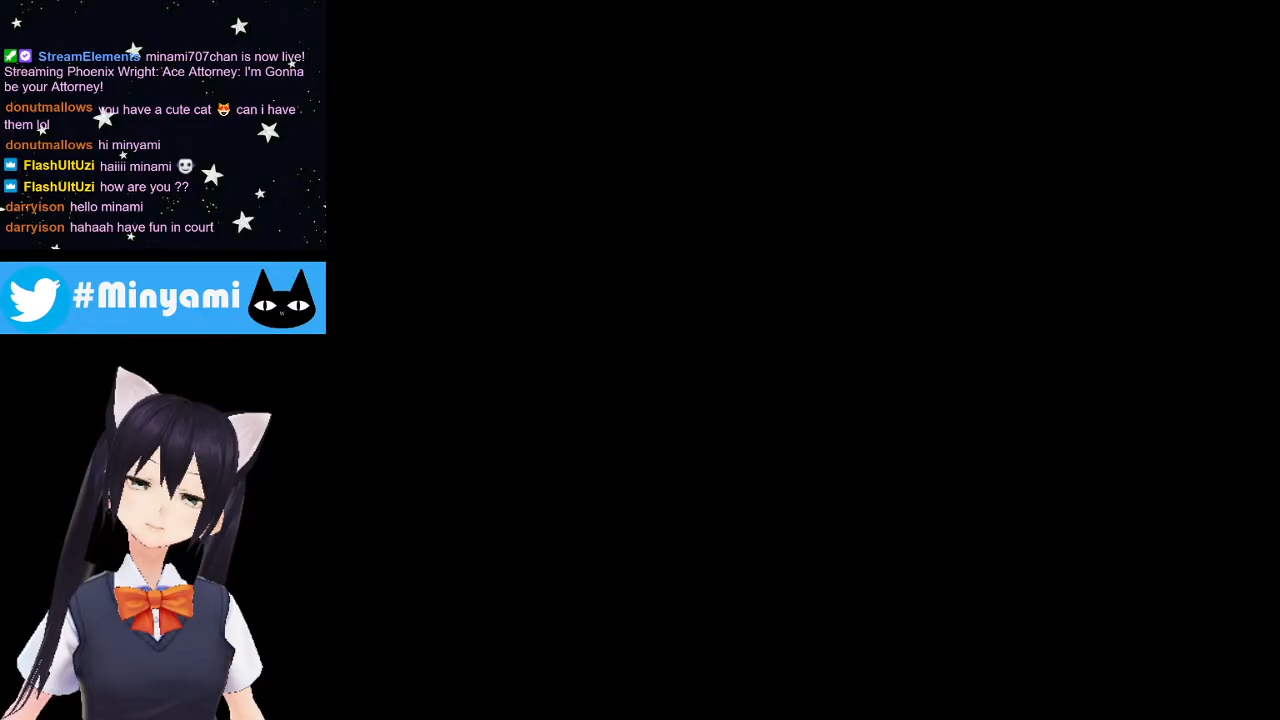 StreamElements minami707chan is now live!
Streaming Phoenix Wright: Ace Attorney: I'm Gonna
be your Attorney!
donutmallows you have a cute cat 😻 can i have
them lol
donutmallows hi minyami
FlashUltUzi haiiii minami
FlashUltUzi how are you ??
darryison hello minami
darryison hahaah have fun in court
#Minyami